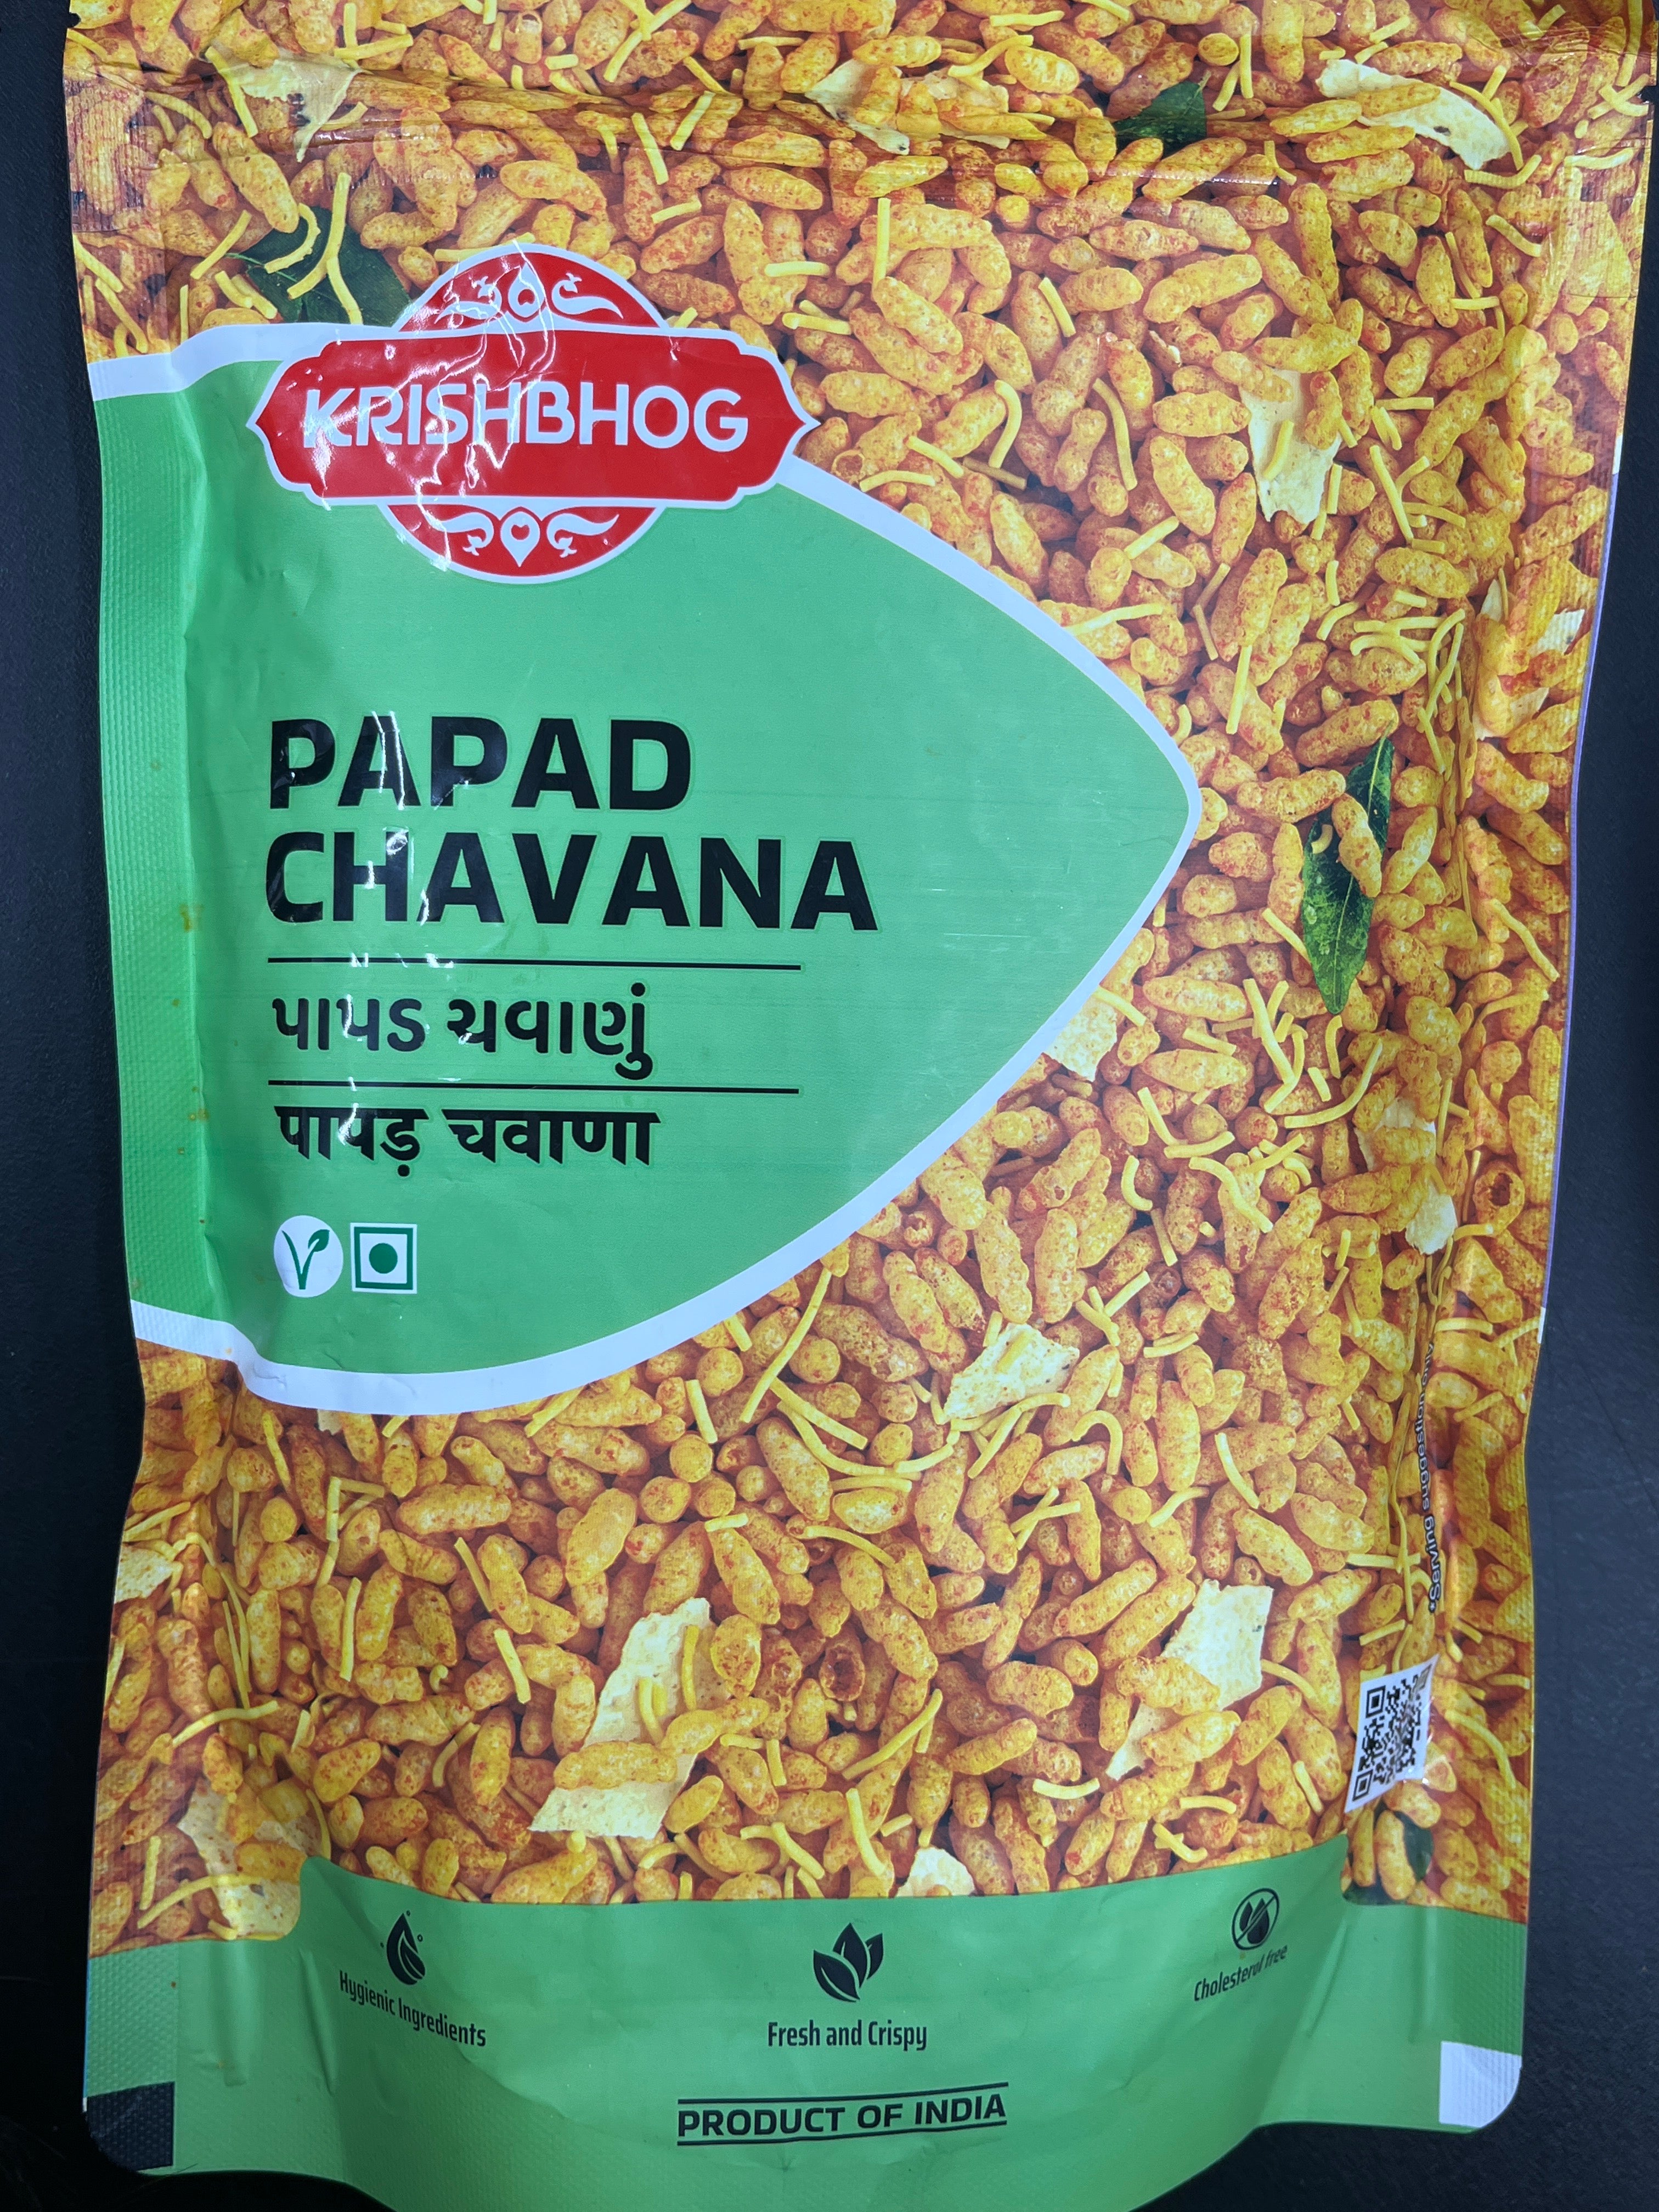 KRISHBHOG
PAPAD
CHAVANA
પાપડ ચવાણું
पापड़ चवाणा
Hygienic Ingredients
Fresh and Crispy
Cholesterol free
PRODUCT OF INDIA
*Serving suggestion only